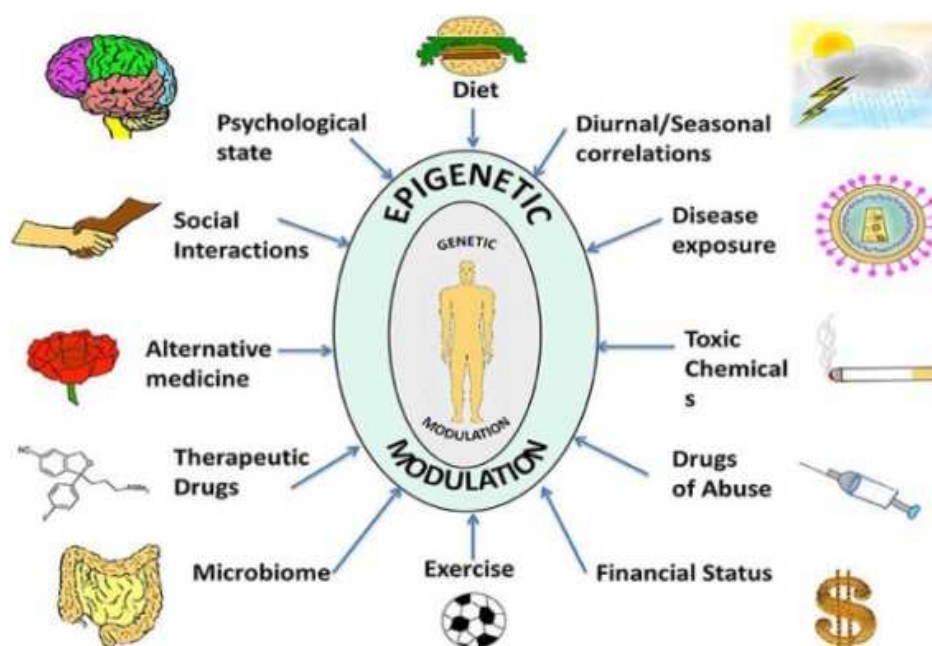 Diet
Psychological
state
Diurnal/Seasonal
correlations
EPIGENETIC
Social
Interactions
GENETIC
Disease
exposure
Alternative
medicine
Toxic
Chemical
s
MODULATION
MODULATION
Therapeutic
Drugs
Drugs
of Abuse
Microbiome
Exercise
Financial Status
$